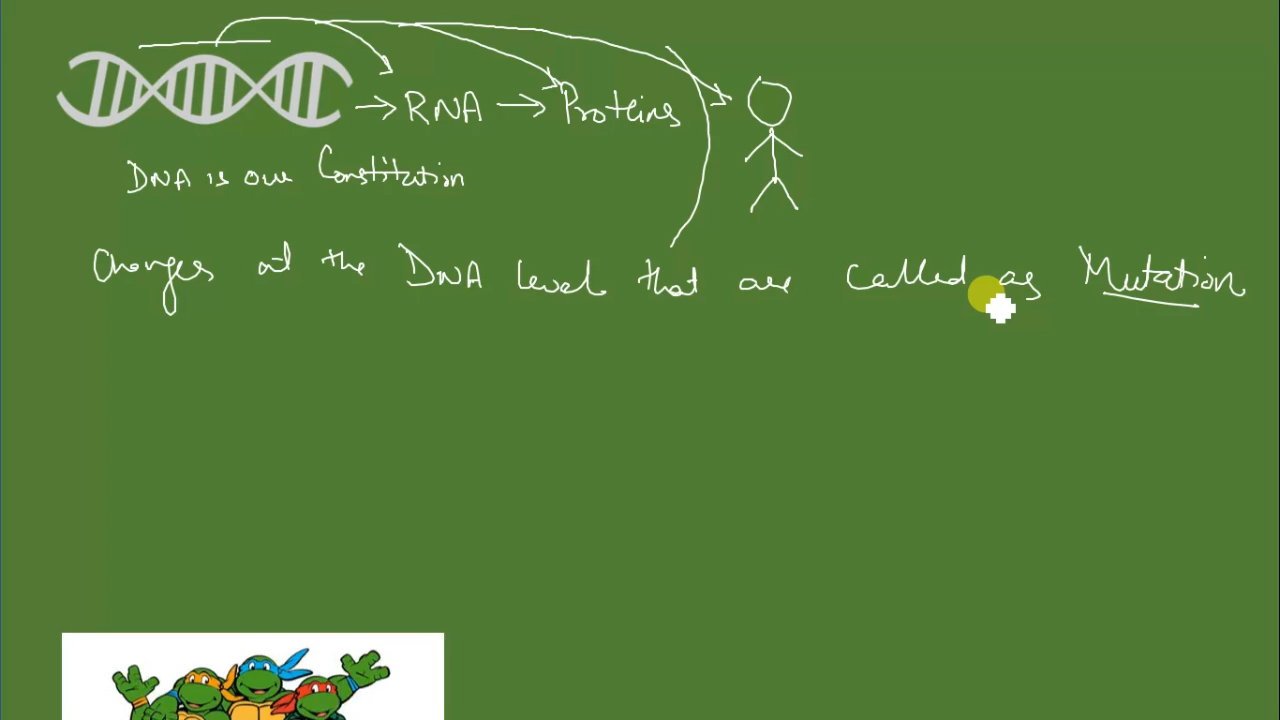 → RNA → Proteins
DNA is our Constitution
Changes at the DNA level that are called as Mutation